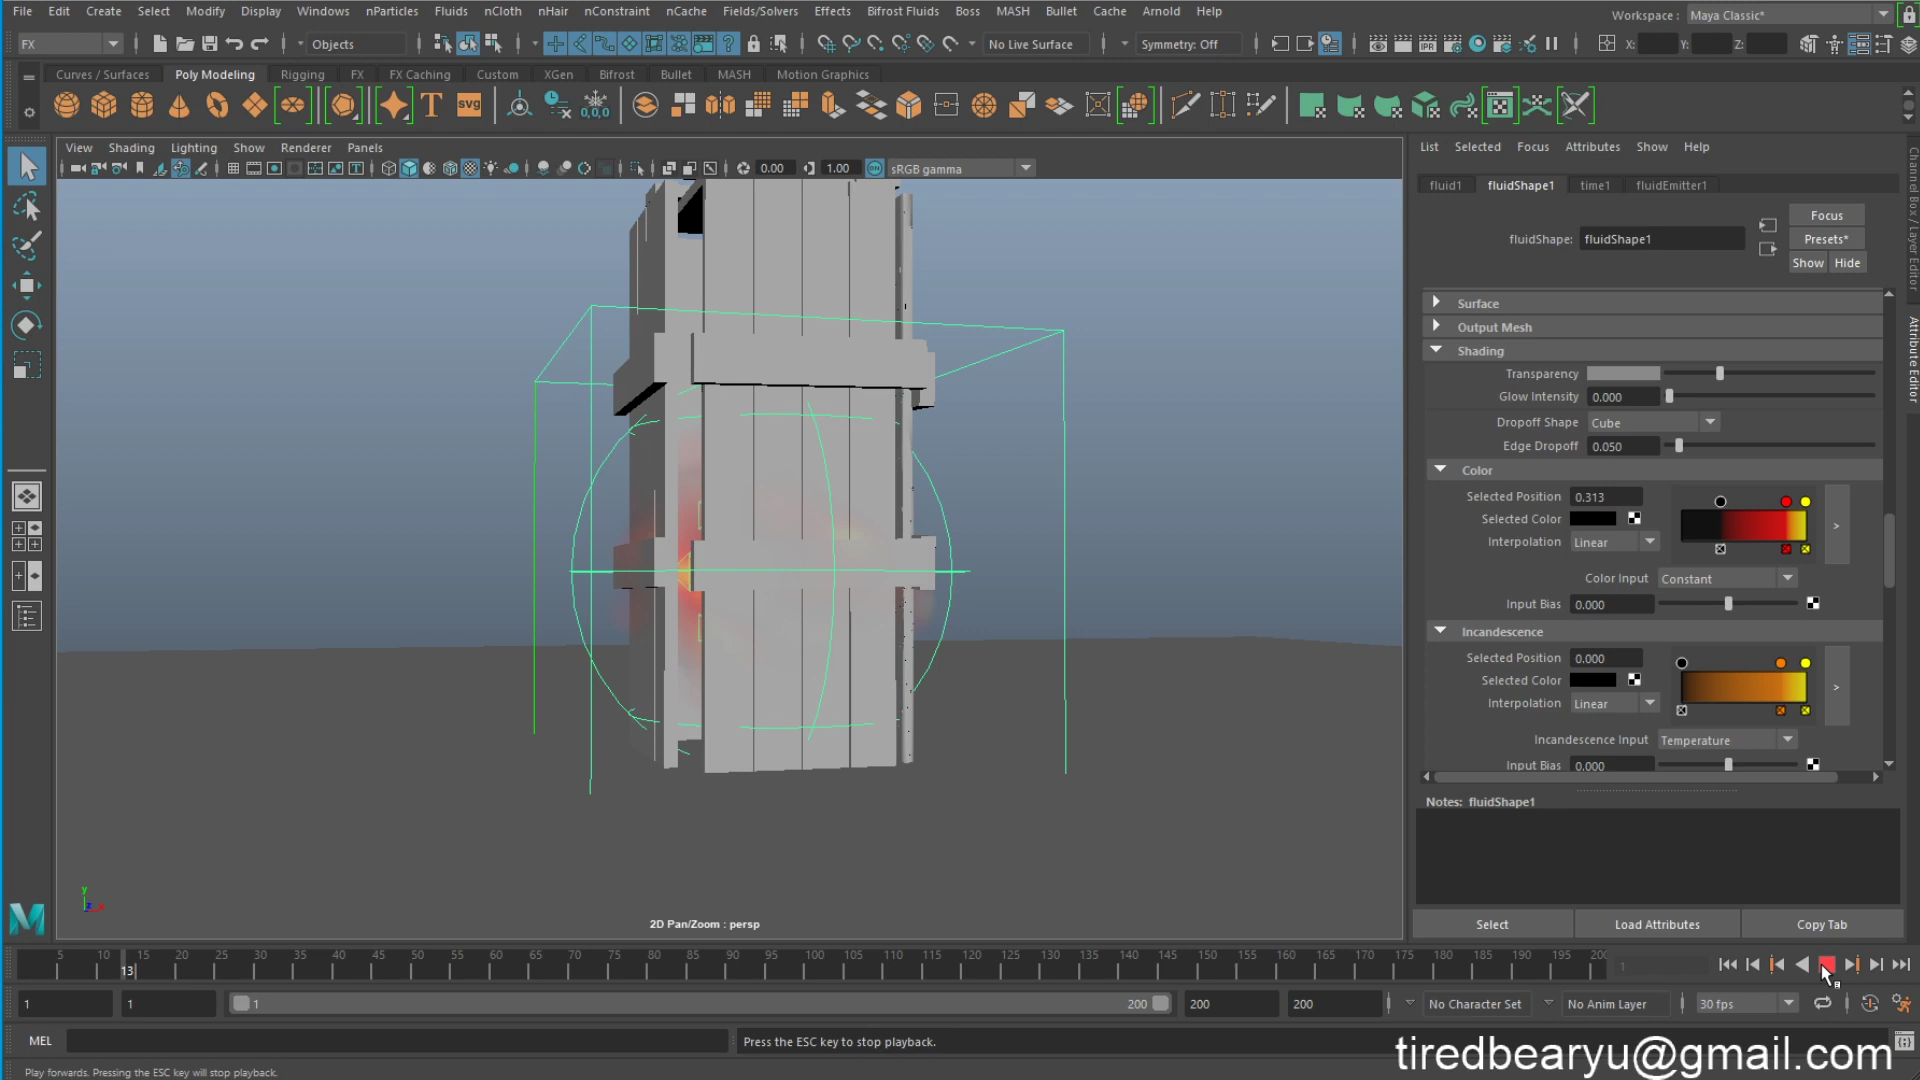 File Edit Create Select Modify Display Windows nParticles Fluids nCloth nHair nConstraint nCache Fields/Solvers Effects Bifrost Fluids Boss MASH Bullet Cache Arnold Help
Workspace : Maya Classic*
FX Objects No Live Surface Symmetry: Off X: Y: Z:
Curves / Surfaces Poly Modeling Rigging FX FX Caching Custom XGen Bifrost Bullet MASH Motion Graphics
svg 0,0,0
View Shading Lighting Show Renderer Panels
0.00 1.00 sRGB gamma
2D Pan/Zoom : persp
y
List Selected Focus Attributes Show Help
fluid1 fluidShape1 time1 fluidEmitter1
Focus
fluidShape: fluidShape1 Presets*
Show Hide
Surface
Output Mesh
Shading
Transparency
Glow Intensity 0.000
Dropoff Shape Cube
Edge Dropoff 0.050
Color
Selected Position 0.313
Selected Color
Interpolation Linear
Color Input Constant
Input Bias 0.000
Incandescence
Selected Position 0.000
Selected Color
Interpolation Linear
Incandescence Input Temperature
Input Bias 0.000
Notes: fluidShape1
Select Load Attributes Copy Tab
Channel Box / Layer Editor
Attribute Editor
5 10 15 20 25 30 35 40 45 50 55 60 65 70 75 80 85 90 95 100 105 110 115 120 125 130 135 140 145 150 155 160 165 170 175 180 185 190 195 200
13
1
1 1 1 200 200 200 No Character Set No Anim Layer 30 fps
MEL Press the ESC key to stop playback.
tiredbearyu@gmail.com
Play forwards. Pressing the ESC key will stop playback.